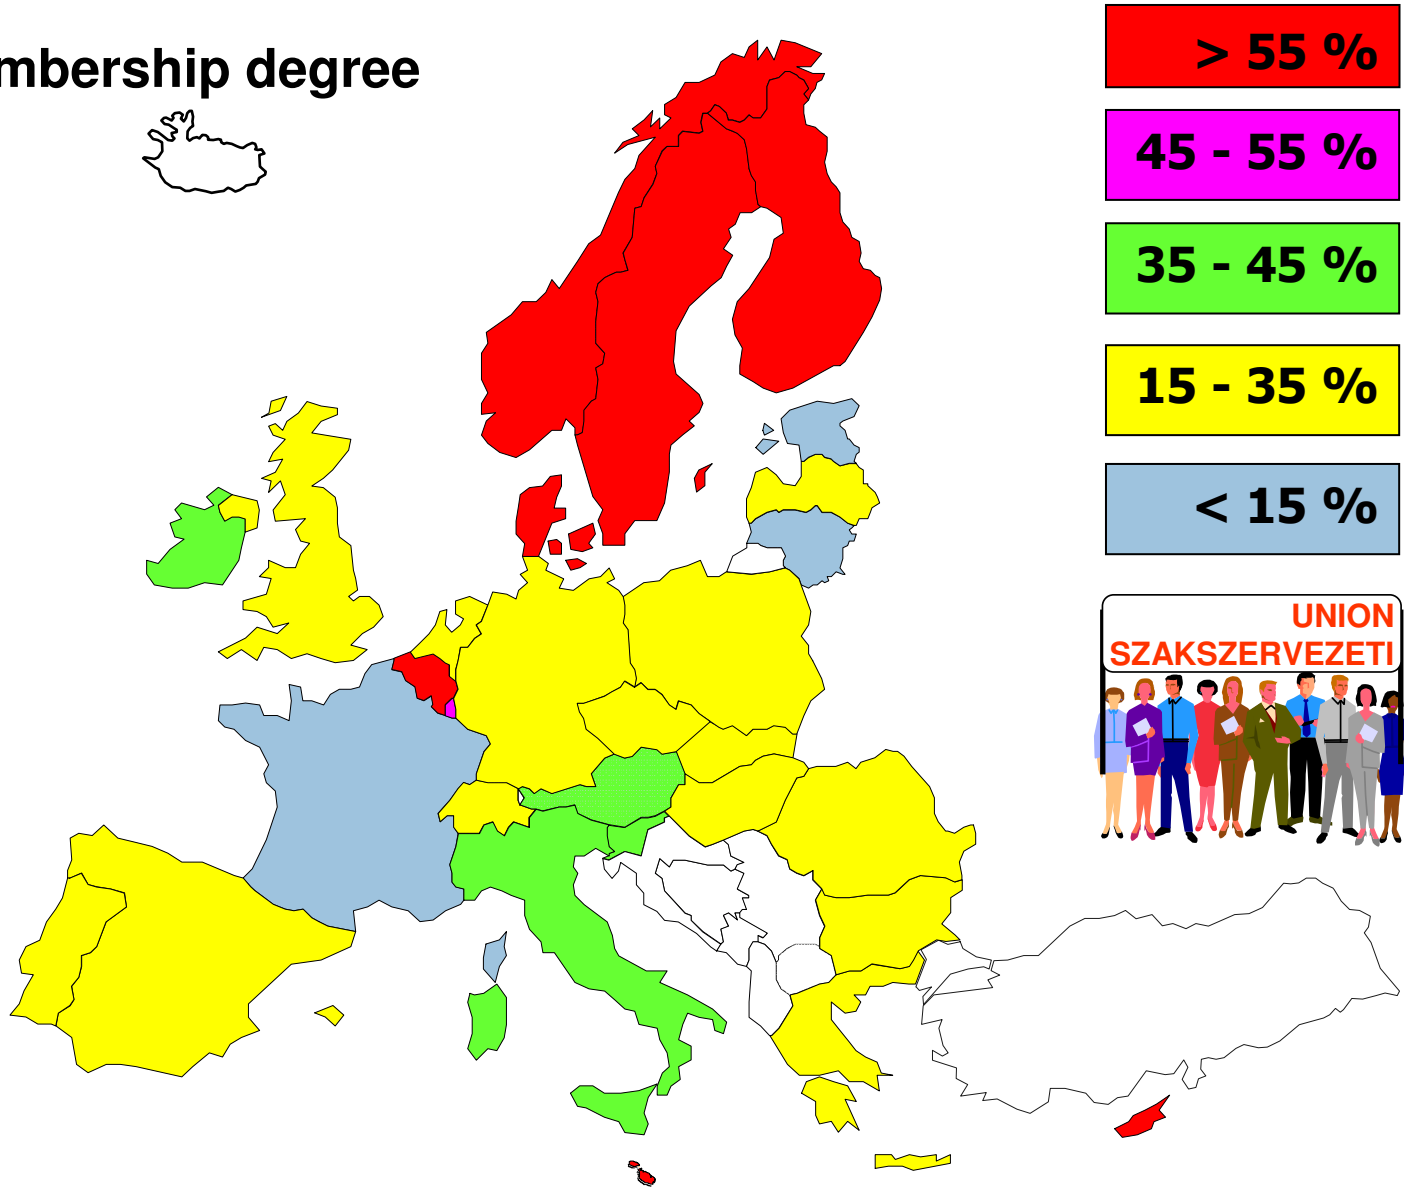 mbership degree
> 55 %
45 - 55 %
35 - 45 %
15 - 35 %
< 15 %
UNION
SZAKSZERVEZETI